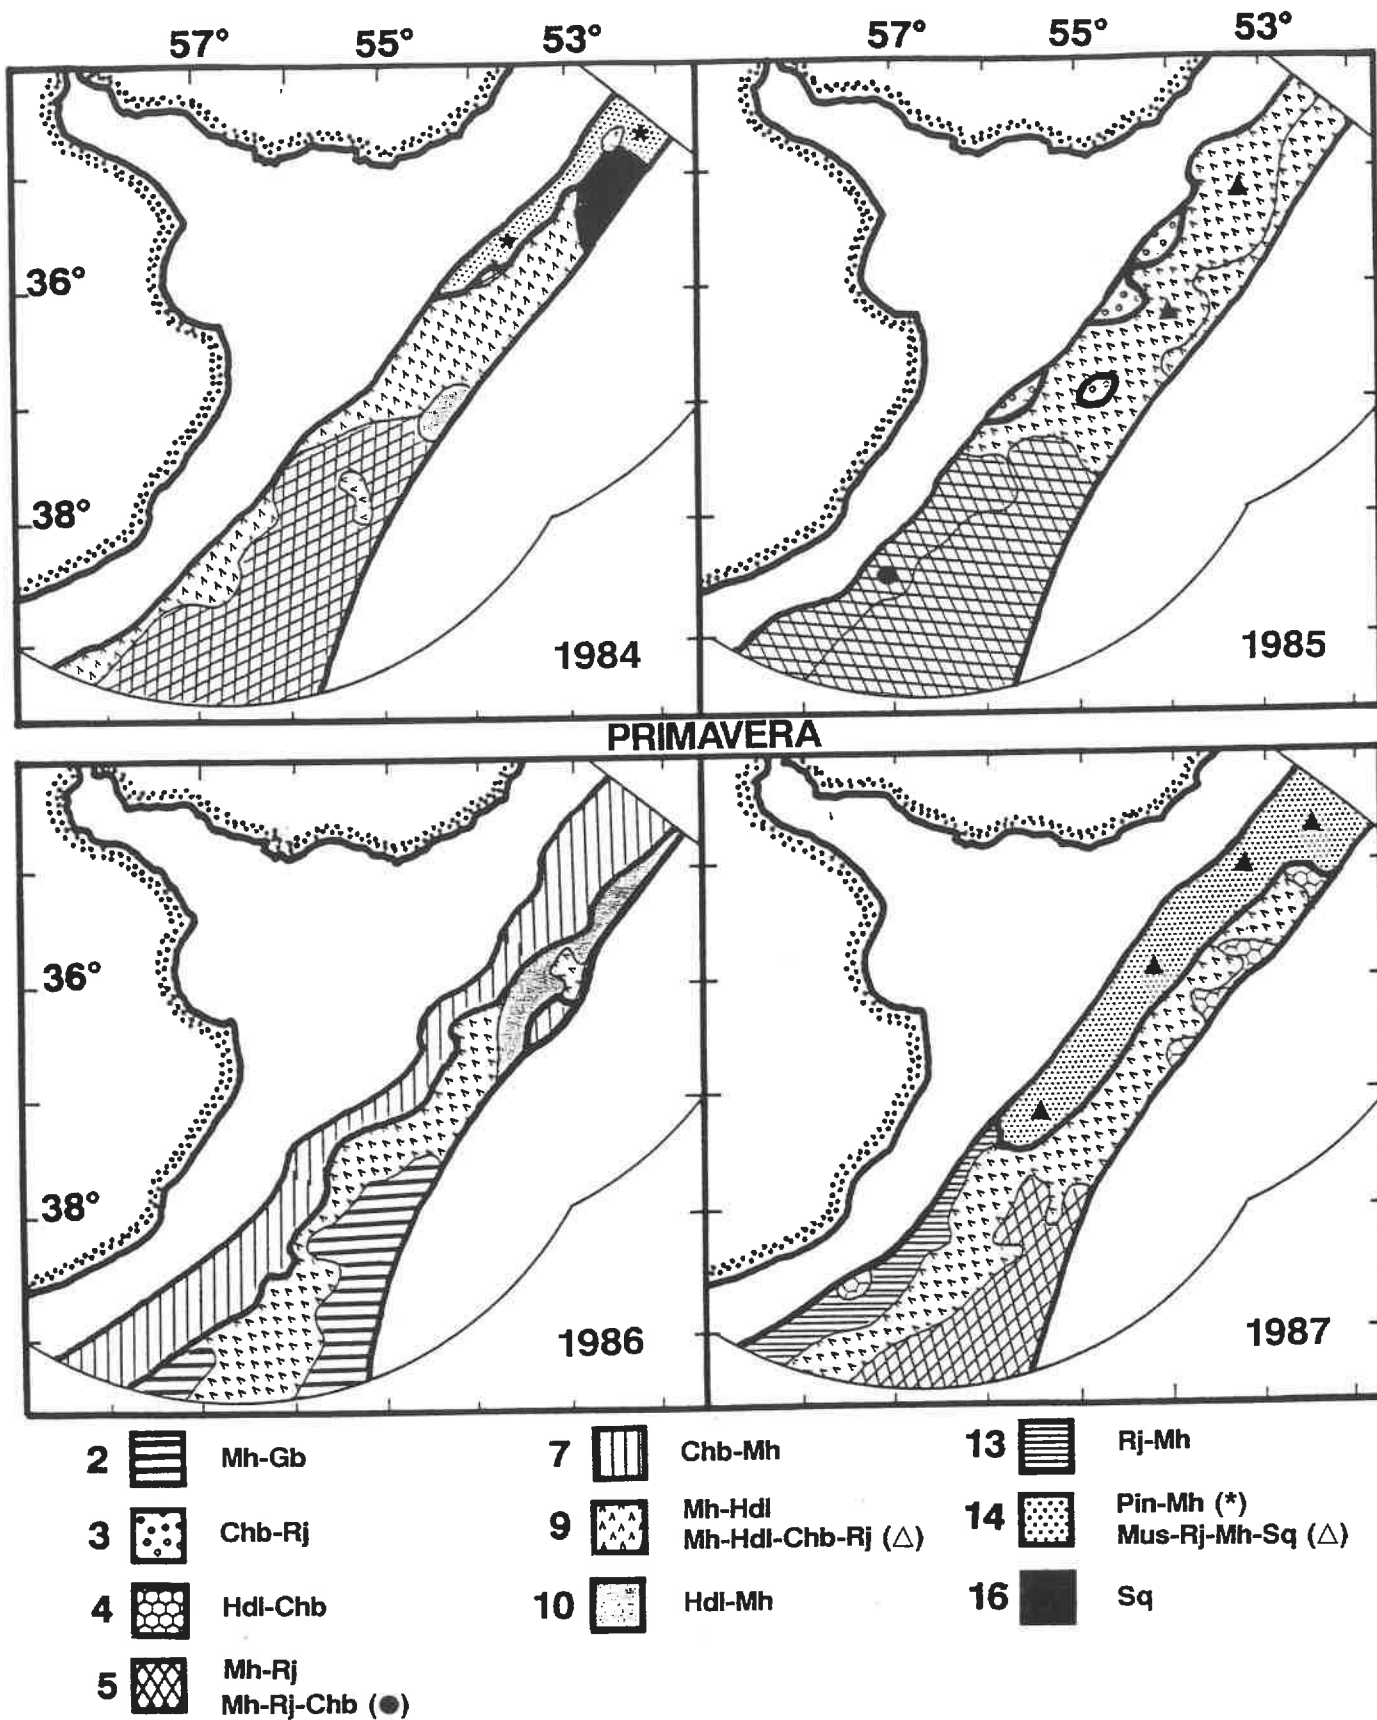 57° 55° 53° 57° 55° 53°
36°
38°
1984
1985
PRIMAVERA
36°
38°
1986
1987
2 Mh-Gb
3 Chb-Rj
4 Hdl-Chb
5 Mh-Rj
Mh-Rj-Chb (●)
7 Chb-Mh
9 Mh-Hdl
Mh-Hdl-Chb-Rj (△)
10 Hdl-Mh
13 Rj-Mh
14 Pin-Mh (*)
Mus-Rj-Mh-Sq (△)
16 Sq